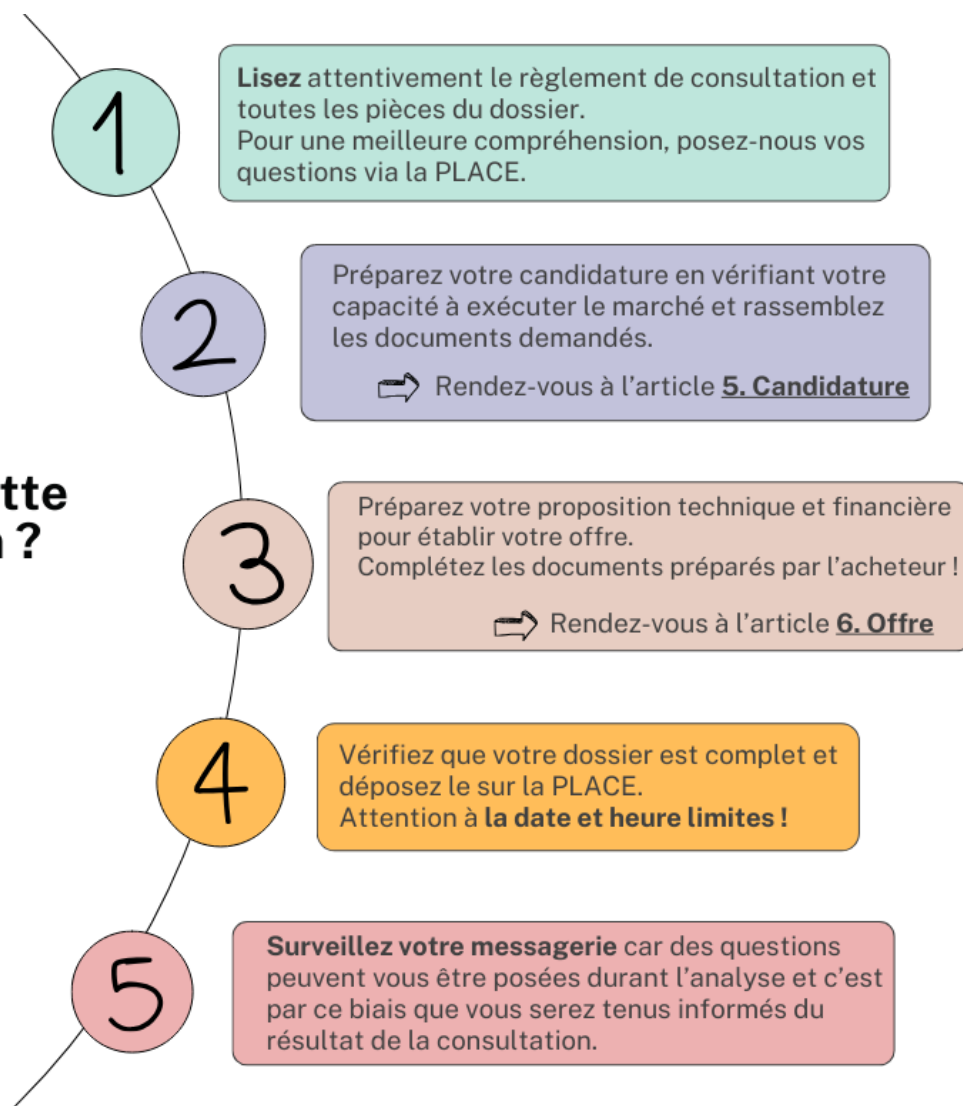 1
Lisez attentivement le règlement de consultation et
toutes les pièces du dossier.
Pour une meilleure compréhension, posez-nous vos
questions via la PLACE.
2
Préparez votre candidature en vérifiant votre
capacité à exécuter le marché et rassemblez
les documents demandés.
Rendez-vous à l'article 5. Candidature
tte
?
3
Préparez votre proposition technique et financière
pour établir votre offre.
Complétez les documents préparés par l'acheteur !
Rendez-vous à l'article 6. Offre
4
Vérifiez que votre dossier est complet et
déposez le sur la PLACE.
Attention à la date et heure limites !
5
Surveillez votre messagerie car des questions
peuvent vous être posées durant l'analyse et c'est
par ce biais que vous serez tenus informés du
résultat de la consultation.